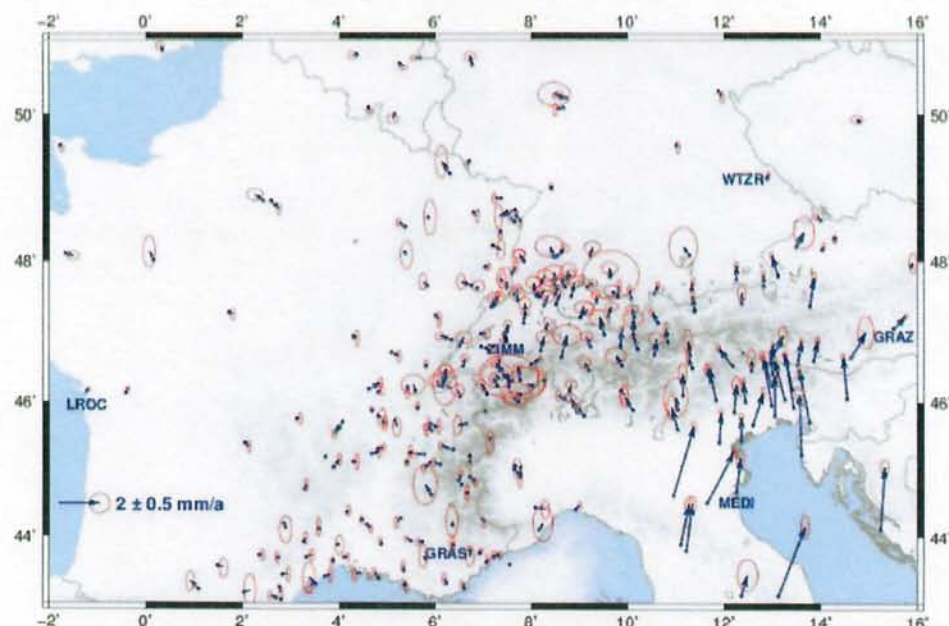 −2˚ 0˚ 2˚ 4˚ 6˚ 8˚ 10˚ 12˚ 14˚ 16˚
50˚ 50˚
WTZR
48˚ 48˚
GRAZ
ZIMM
46˚ 46˚
LROC
2 ± 0.5 mm/a
MEDI
44˚ 44˚
GRAS
−2˚ 0˚ 2˚ 4˚ 6˚ 8˚ 10˚ 12˚ 14˚ 16˚